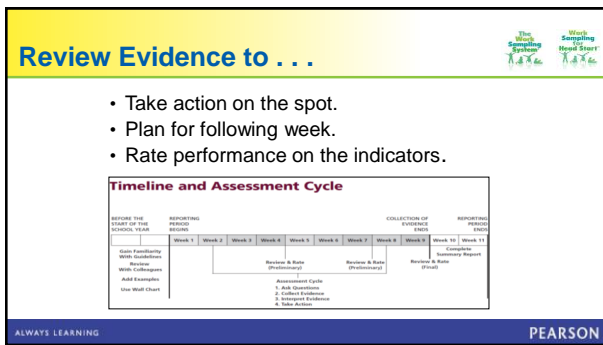 Review Evidence to . . .
The
Work
Sampling
System
Work
Sampling
for
Head Start
• Take action on the spot.
• Plan for following week.
• Rate performance on the indicators.
Timeline and Assessment Cycle
BEFORE THE
START OF THE
SCHOOL YEAR
REPORTING
PERIOD
BEGINS
COLLECTION OF
EVIDENCE
ENDS
REPORTING
PERIOD
ENDS
Week 1 Week 2 Week 3 Week 4 Week 5 Week 6 Week 7 Week 8 Week 9 Week 10 Week 11
Gain Familiarity
With Guidelines
Review
With Colleagues
Add Examples
Use Wall Chart
Review & Rate
(Preliminary)
Review & Rate
(Preliminary)
Review & Rate
(Final)
Complete
Summary Report
Assessment Cycle
1. Ask Questions
2. Collect Evidence
3. Interpret Evidence
4. Take Action
ALWAYS LEARNING
PEARSON